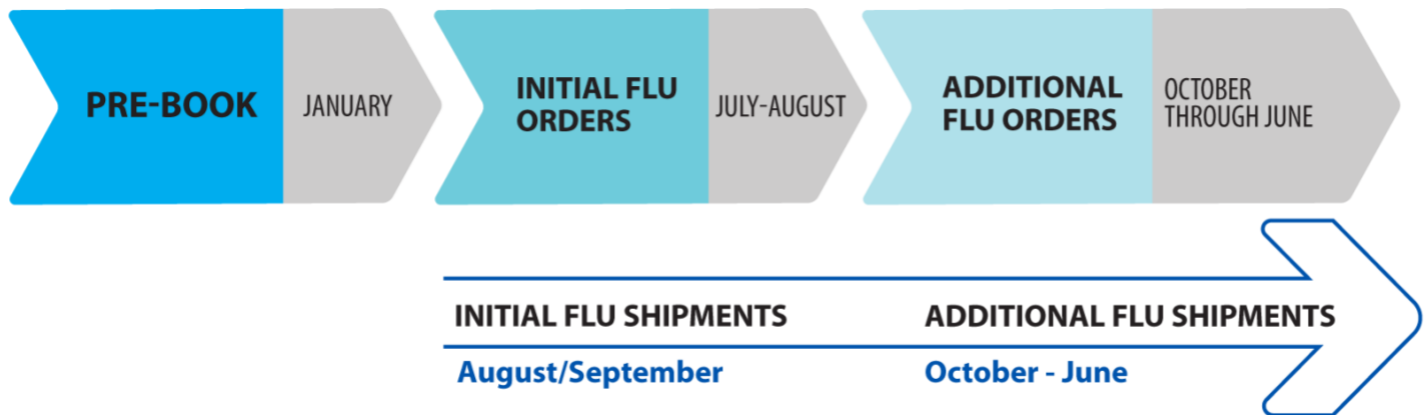 PRE-BOOK
JANUARY
INITIAL FLU
ORDERS
JULY-AUGUST
ADDITIONAL
FLU ORDERS
OCTOBER
THROUGH JUNE
INITIAL FLU SHIPMENTS
August/September
ADDITIONAL FLU SHIPMENTS
October - June